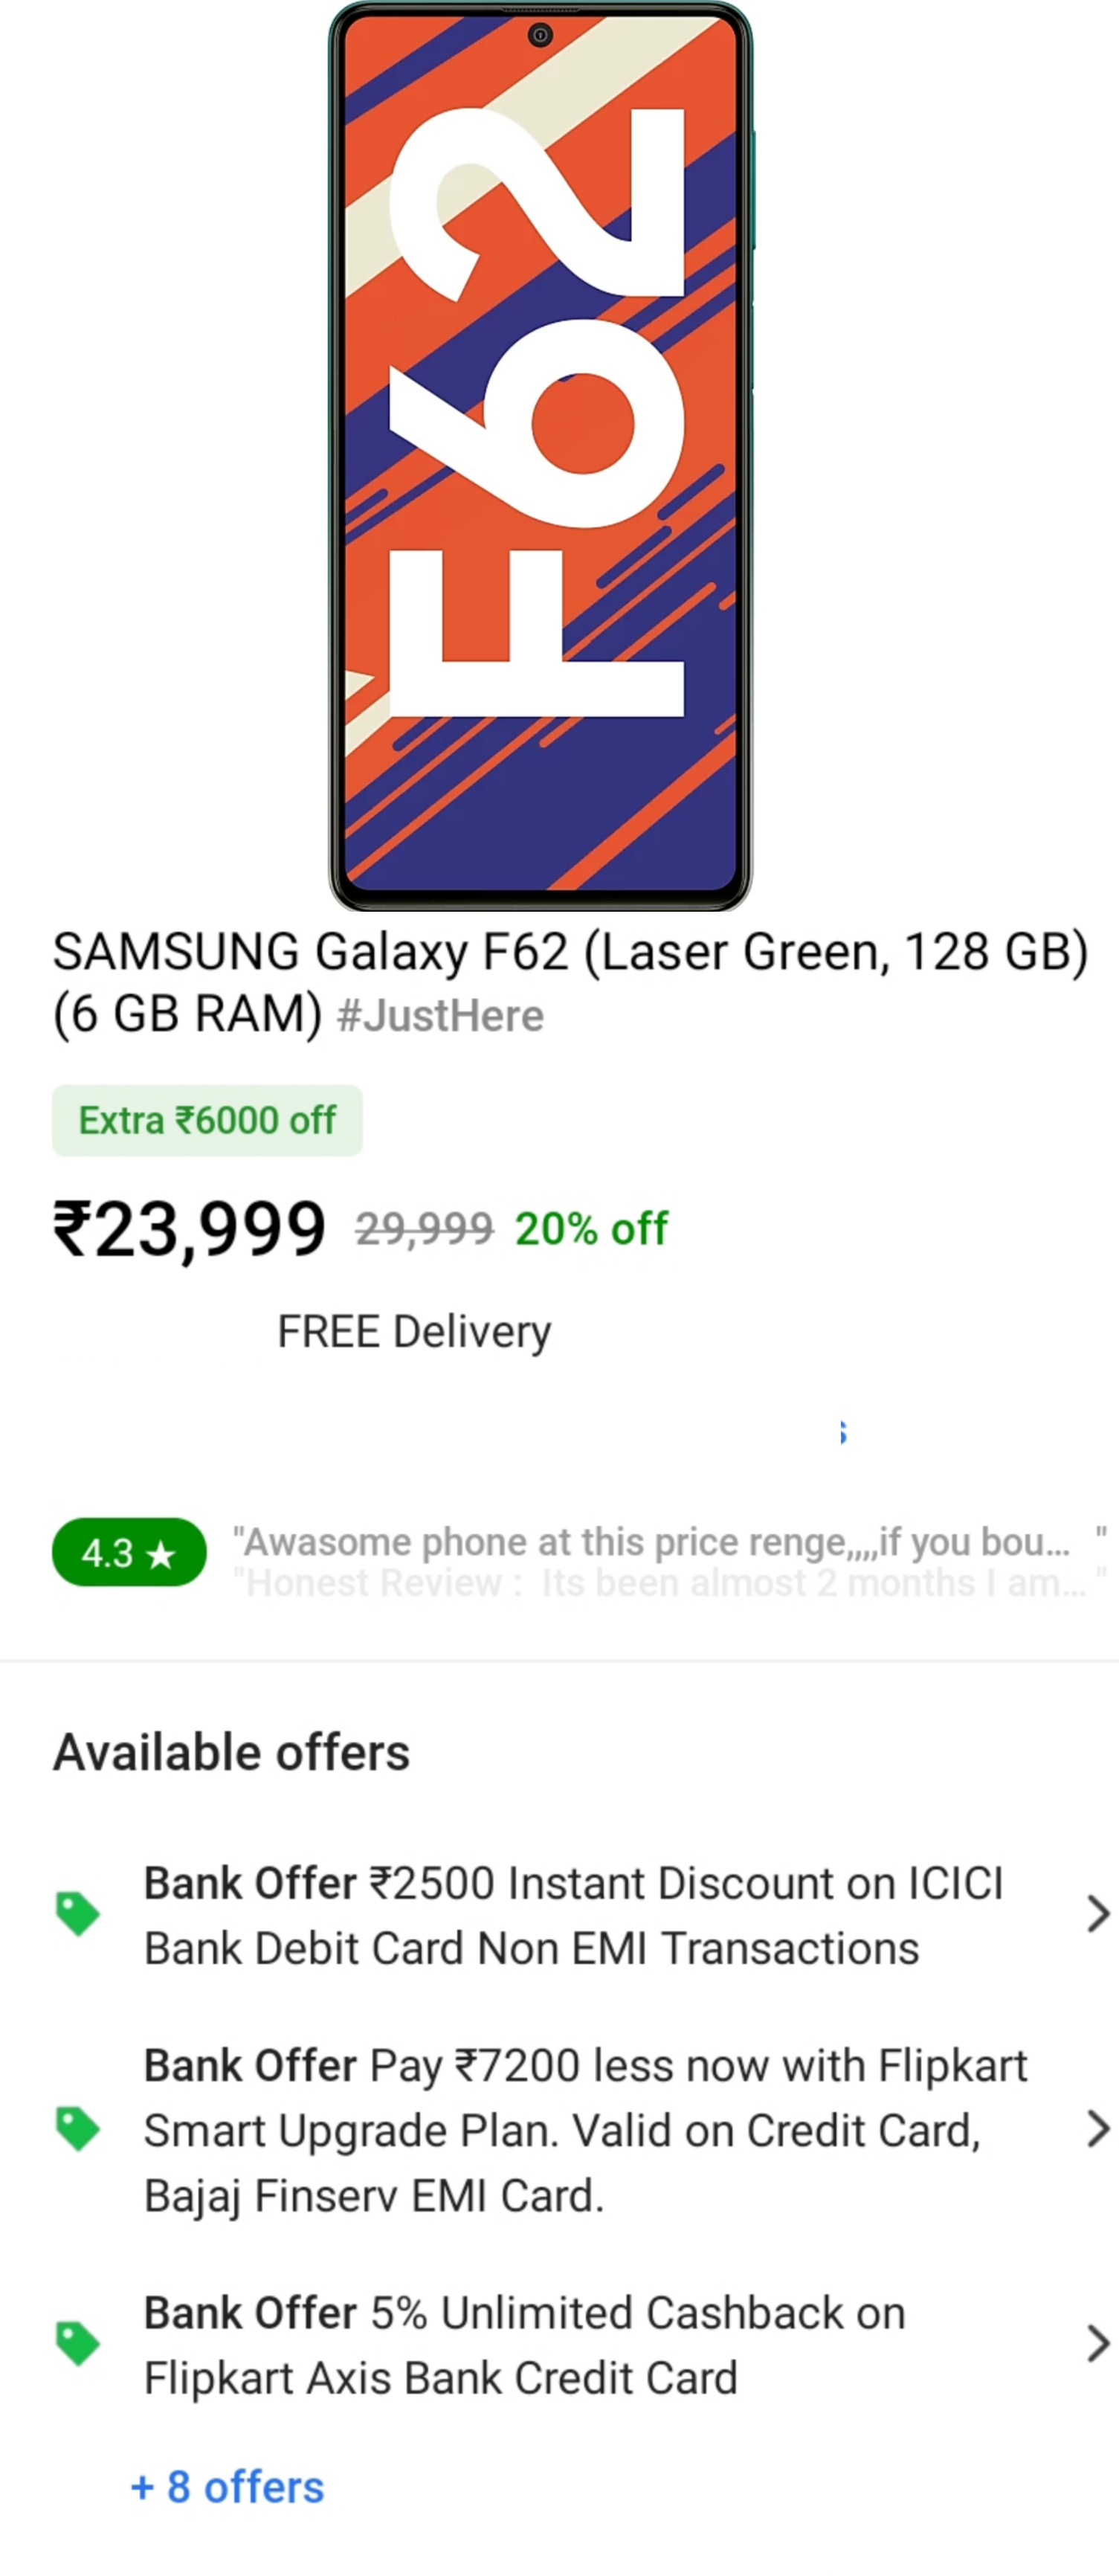 F62
SAMSUNG Galaxy F62 (Laser Green, 128 GB)
(6 GB RAM) #JustHere
Extra ₹6000 off
₹23,999 29,999 20% off
FREE Delivery
4.3 ★ "Awasome phone at this price renge,,,,if you bou... "
"Honest Review : Its been almost 2 months I am... "
Available offers
Bank Offer ₹2500 Instant Discount on ICICI
Bank Debit Card Non EMI Transactions
Bank Offer Pay ₹7200 less now with Flipkart
Smart Upgrade Plan. Valid on Credit Card,
Bajaj Finserv EMI Card.
Bank Offer 5% Unlimited Cashback on
Flipkart Axis Bank Credit Card
+ 8 offers